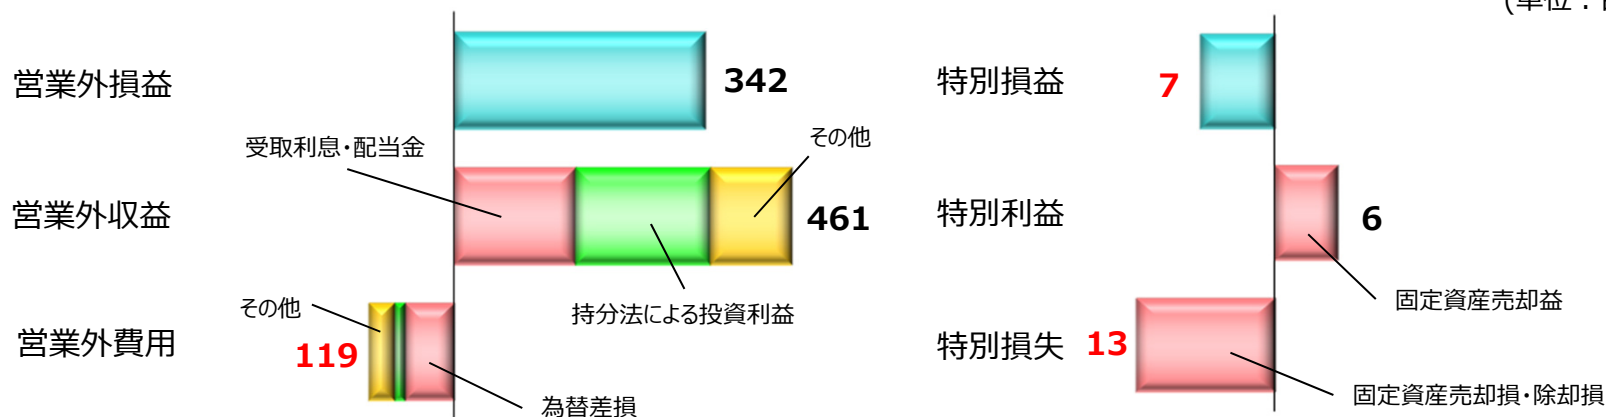 (単位：
営業外損益
342
受取利息・配当金
その他
営業外収益
461
持分法による投資利益
その他
営業外費用
119
為替差損
特別損益
7
特別利益
6
固定資産売却益
特別損失
13
固定資産売却損・除却損